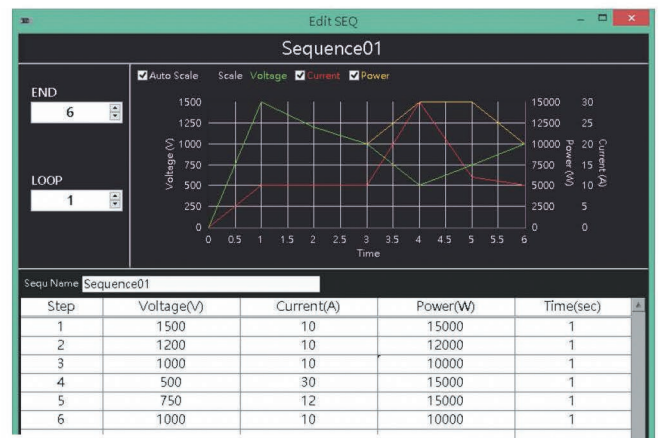 Edit SEQ
Sequence01
Auto Scale Scale Voltage Current Power
END
6
LOOP
1
1500
1250
1000
750
500
250
0
Voltage (V)
15000
12500
10000
7500
5000
2500
0
Power (W)
30
25
20
15
10
5
0
Current (A)
0 0.5 1 1.5 2 2.5 3 3.5 4 4.5 5 5.5 6
Time
Sequ Name Sequence01
Step Voltage(V) Current(A) Power(W) Time(sec)
1 1500 10 15000 1
2 1200 10 12000 1
3 1000 10 10000 1
4 500 30 15000 1
5 750 12 15000 1
6 1000 10 10000 1